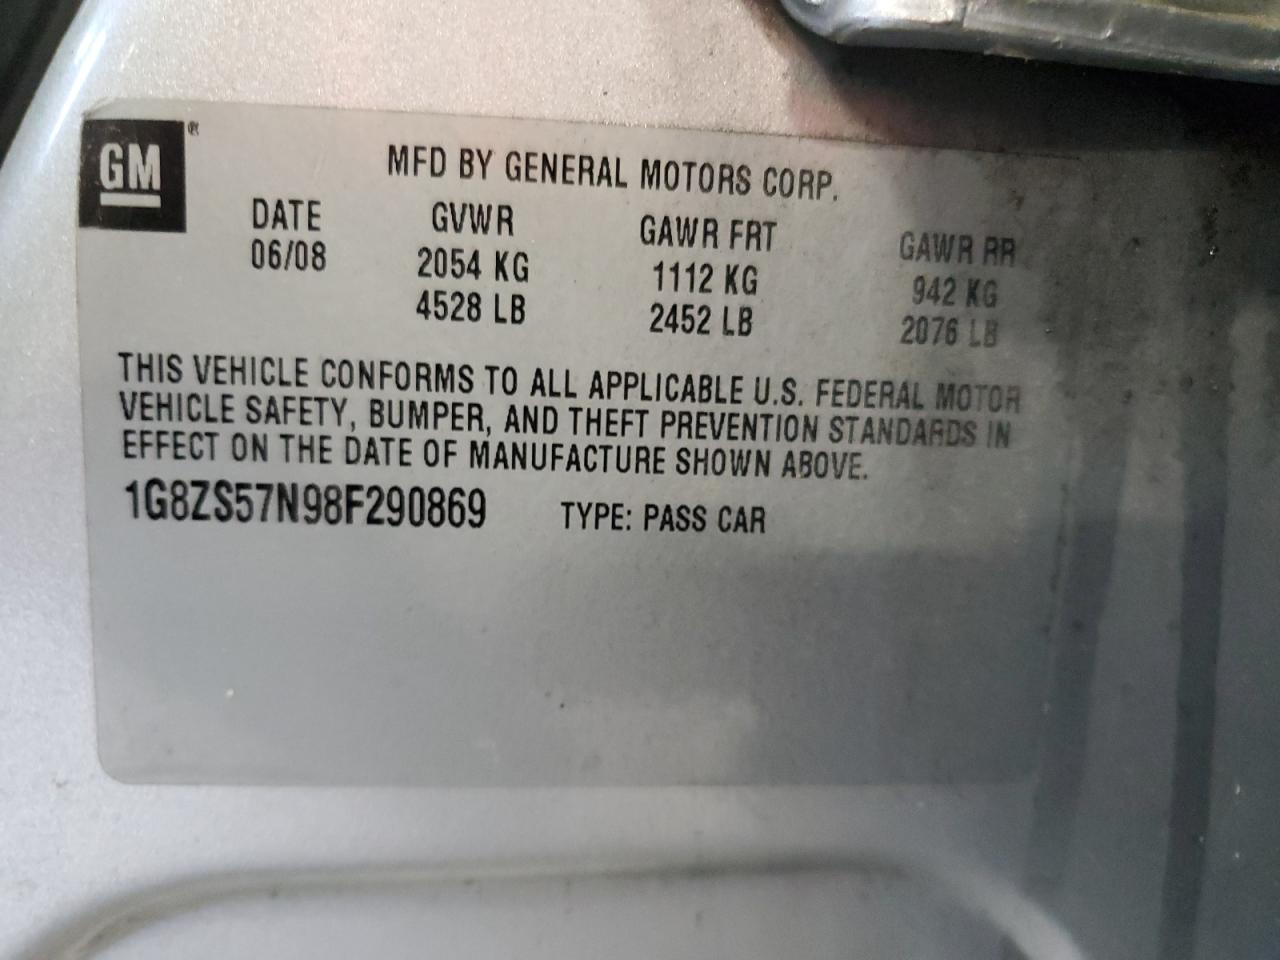 GM ®
MFD BY GENERAL MOTORS CORP.
DATE GVWR GAWR FRT GAWR RR
06/08 2054 KG 1112 KG 942 KG
4528 LB 2452 LB 2076 LB
THIS VEHICLE CONFORMS TO ALL APPLICABLE U.S. FEDERAL MOTOR
VEHICLE SAFETY, BUMPER, AND THEFT PREVENTION STANDARDS IN
EFFECT ON THE DATE OF MANUFACTURE SHOWN ABOVE.
1G8ZS57N98F290869 TYPE: PASS CAR